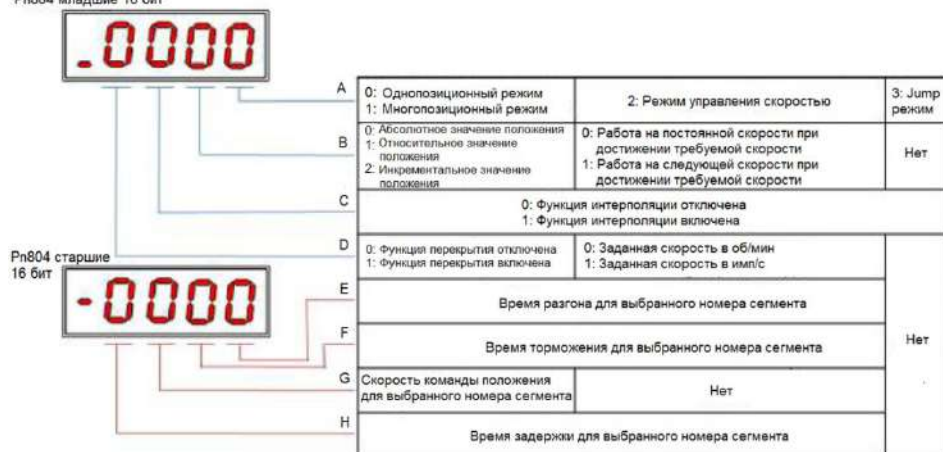 Pn804 младшие 16 бит
_0000
A
0: Однопозиционный режим
1: Многопозиционный режим
2: Режим управления скоростью
3: Jump
режим
B
0: Абсолютное значение положения
1: Относительное значение
положения
2: Инкрементальное значение
положения
0: Работа на постоянной скорости при
достижении требуемой скорости
1: Работа на следующей скорости при
достижении требуемой скорости
Нет
C
0: Функция интерполяции отключена
1: Функция интерполяции включена
D
0: Функция перекрытия отключена
1: Функция перекрытия включена
0: Заданная скорость в об/мин
1: Заданная скорость в имп/с
Pn804 старшие
16 бит
-0000
E
Время разгона для выбранного номера сегмента
F
Время торможения для выбранного номера сегмента
Нет
G
Скорость команды положения
для выбранного номера сегмента
Нет
H
Время задержки для выбранного номера сегмента